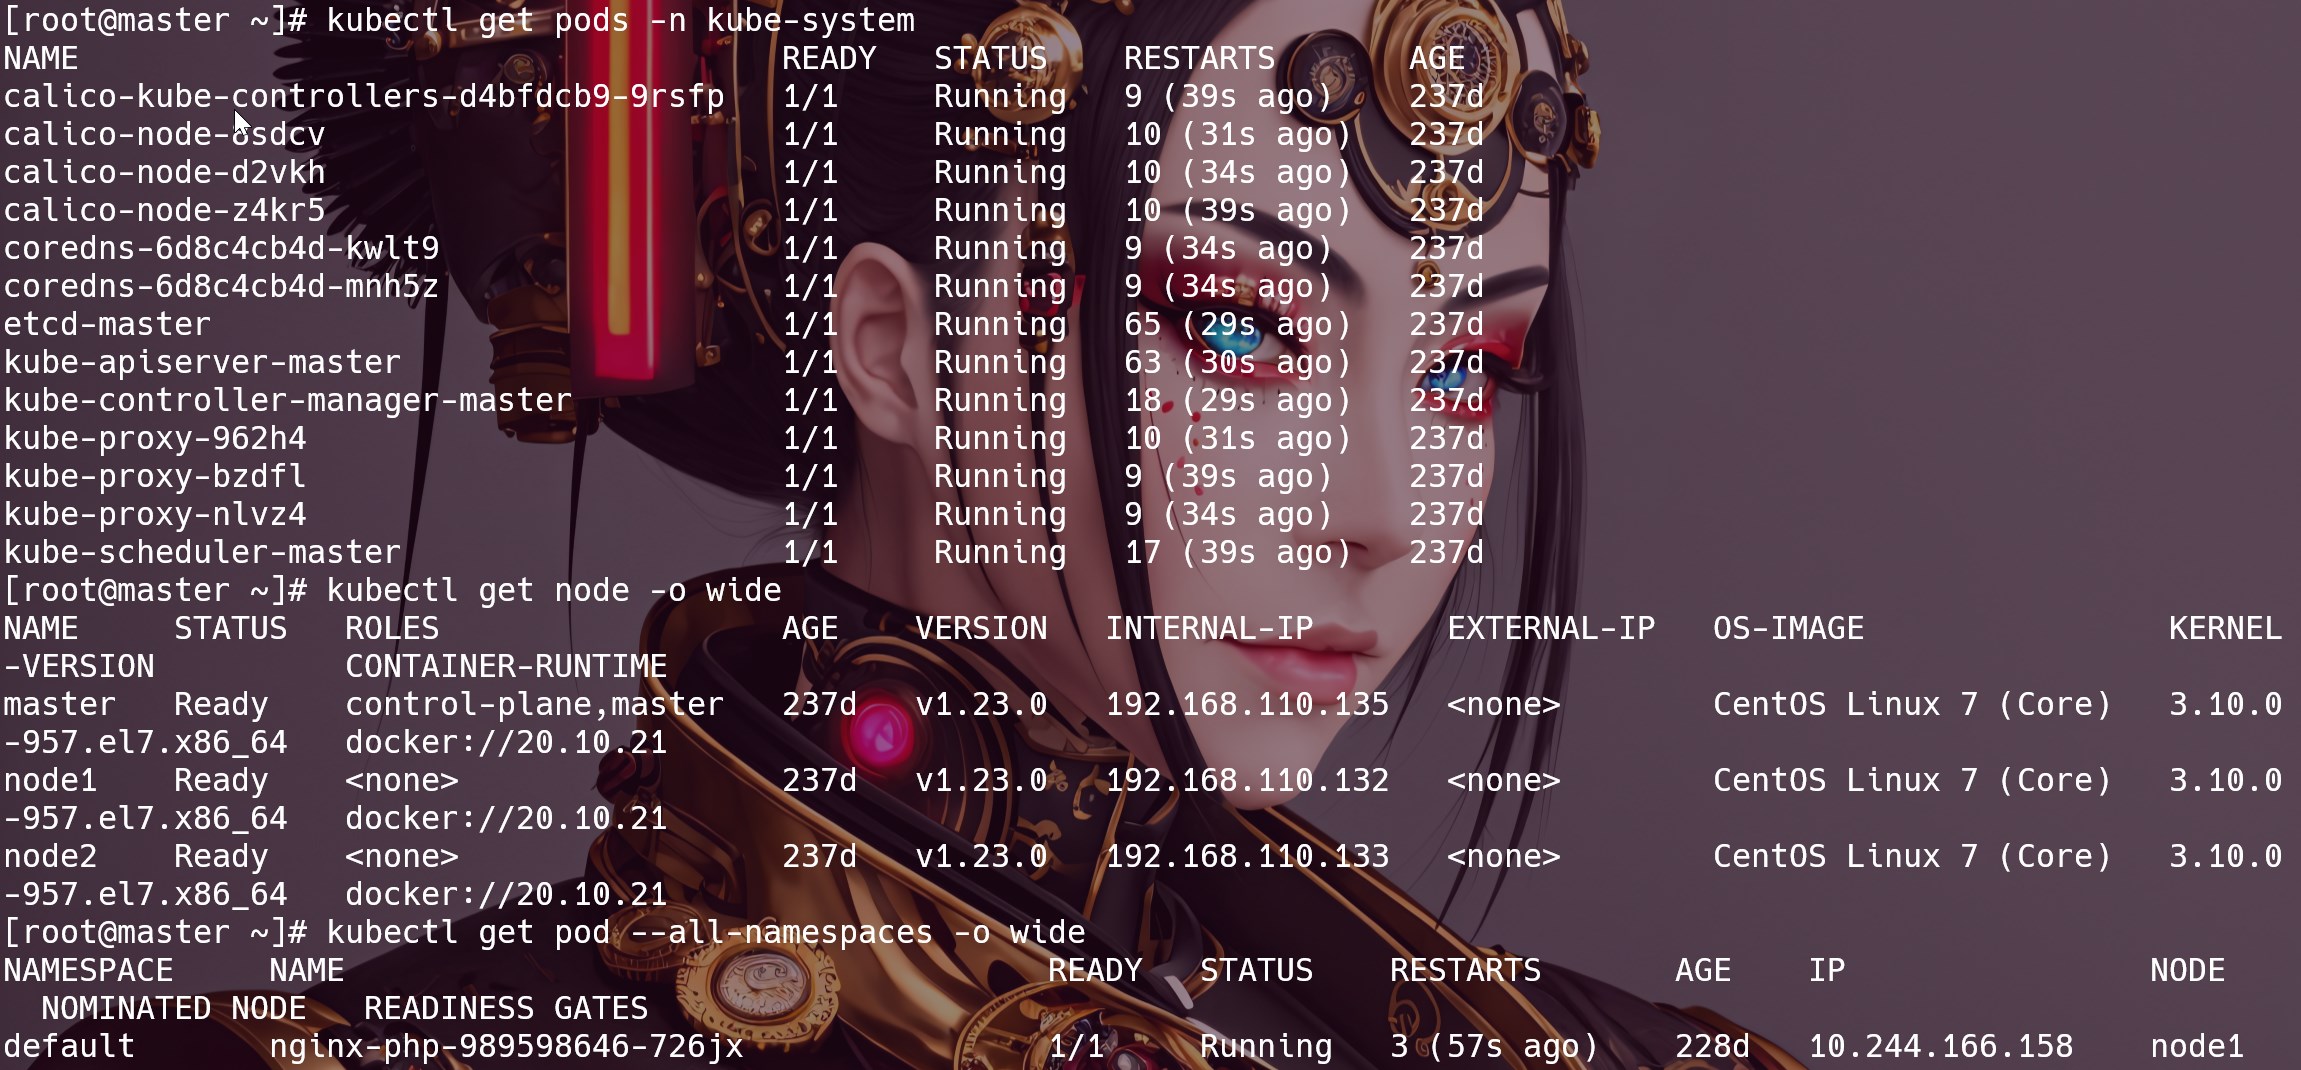 [root@master ~]# kubectl get pods -n kube-system
NAME                                     READY   STATUS    RESTARTS       AGE
calico-kube-controllers-d4bfdcb9-9rsfp   1/1     Running   9 (39s ago)    237d
calico-node-8sdcv                        1/1     Running   10 (31s ago)   237d
calico-node-d2vkh                        1/1     Running   10 (34s ago)   237d
calico-node-z4kr5                        1/1     Running   10 (39s ago)   237d
coredns-6d8c4cb4d-kwlt9                  1/1     Running   9 (34s ago)    237d
coredns-6d8c4cb4d-mnh5z                  1/1     Running   9 (34s ago)    237d
etcd-master                              1/1     Running   65 (29s ago)   237d
kube-apiserver-master                    1/1     Running   63 (30s ago)   237d
kube-controller-manager-master           1/1     Running   18 (29s ago)   237d
kube-proxy-962h4                         1/1     Running   10 (31s ago)   237d
kube-proxy-bzdfl                         1/1     Running   9 (39s ago)    237d
kube-proxy-nlvz4                         1/1     Running   9 (34s ago)    237d
kube-scheduler-master                    1/1     Running   17 (39s ago)   237d
[root@master ~]# kubectl get node -o wide
NAME     STATUS   ROLES                  AGE    VERSION   INTERNAL-IP       EXTERNAL-IP   OS-IMAGE                KERNEL
-VERSION          CONTAINER-RUNTIME
master   Ready    control-plane,master   237d   v1.23.0   192.168.110.135   <none>        CentOS Linux 7 (Core)   3.10.0
-957.el7.x86_64   docker://20.10.21
node1    Ready    <none>                 237d   v1.23.0   192.168.110.132   <none>        CentOS Linux 7 (Core)   3.10.0
-957.el7.x86_64   docker://20.10.21
node2    Ready    <none>                 237d   v1.23.0   192.168.110.133   <none>        CentOS Linux 7 (Core)   3.10.0
-957.el7.x86_64   docker://20.10.21
[root@master ~]# kubectl get pod --all-namespaces -o wide
NAMESPACE     NAME                                     READY   STATUS    RESTARTS       AGE    IP                NODE
  NOMINATED NODE   READINESS GATES
default       nginx-php-989598646-726jx                1/1     Running   3 (57s ago)    228d   10.244.166.158    node1